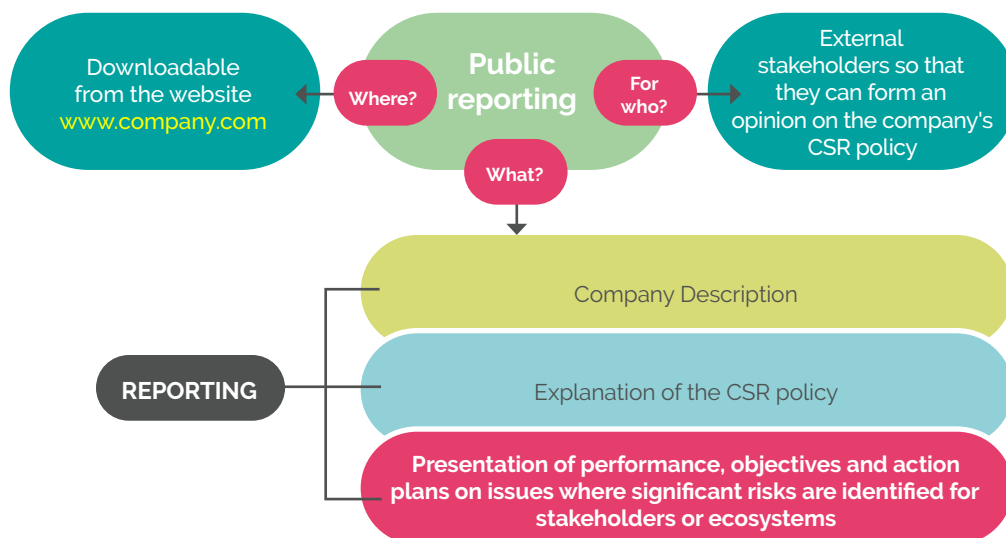 Public
reporting
Where?
Downloadable
from the website
www.company.com
For
who?
External
stakeholders so that
they can form an
opinion on the company's
CSR policy
What?
REPORTING
Company Description
Explanation of the CSR policy
Presentation of performance, objectives and action
plans on issues where significant risks are identified for
stakeholders or ecosystems